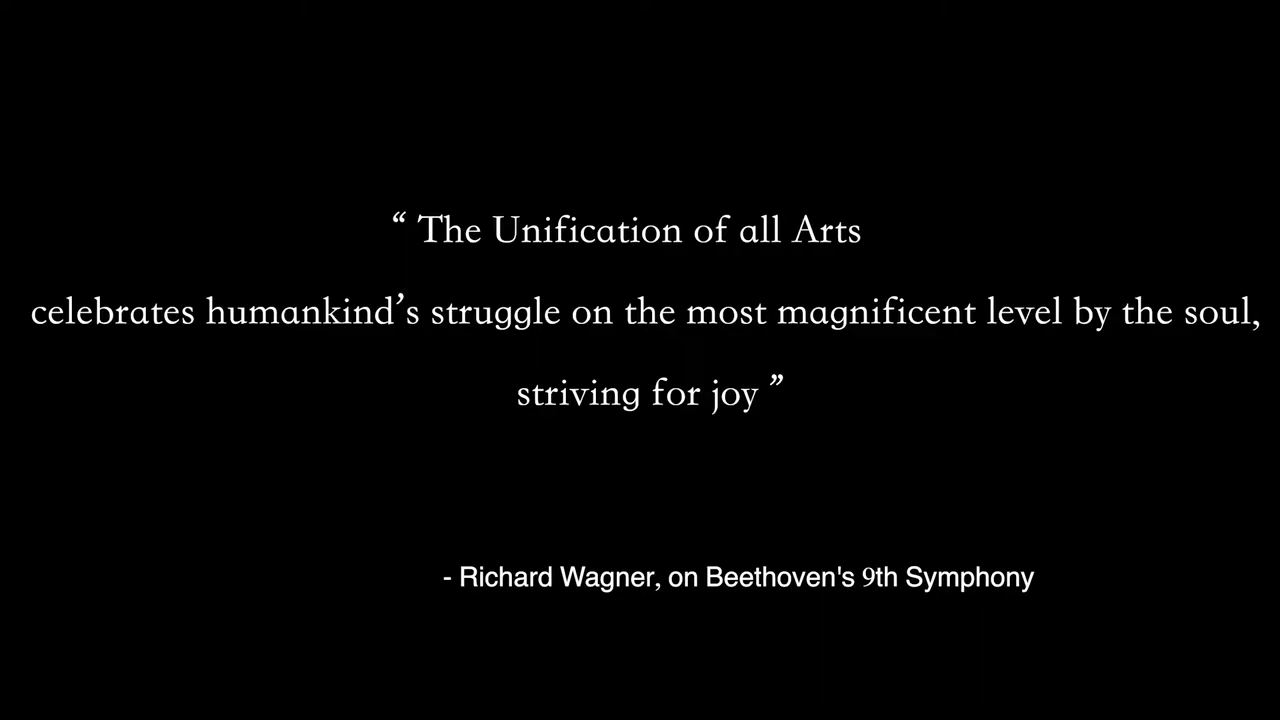 “ The Unification of all Arts
celebrates humankind’s struggle on the most magnificent level by the soul,
striving for joy ”
- Richard Wagner, on Beethoven's 9th Symphony